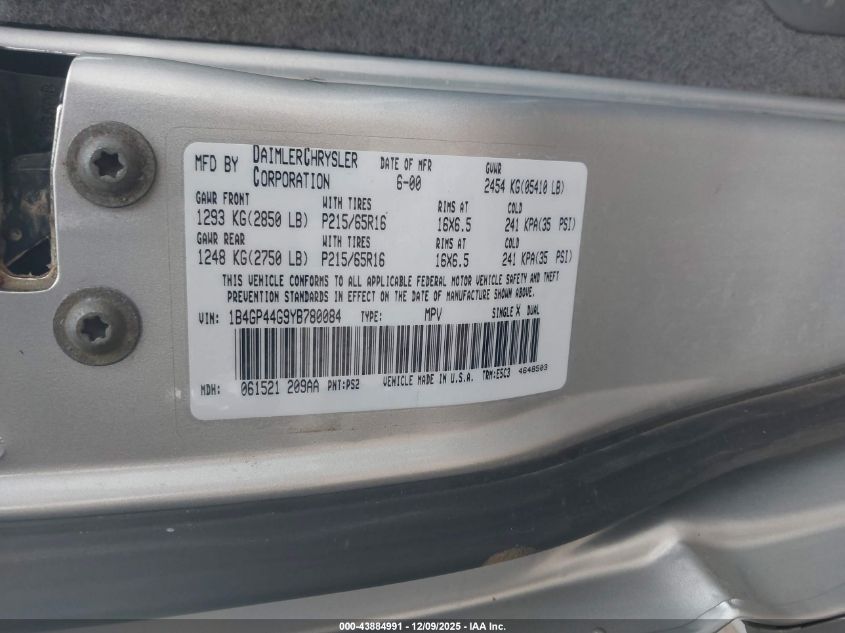 MFD BY DAIMLERCHRYSLER CORPORATION DATE OF MFR 6-00 GVWR 2454 KG(05410 LB)
GAWR FRONT WITH TIRES RIMS AT COLD
1293 KG(2850 LB) P215/65R16 16X6.5 241 KPA(35 PSI)
GAWR REAR WITH TIRES RIMS AT COLD
1248 KG(2750 LB) P215/65R16 16X6.5 241 KPA(35 PSI)
THIS VEHICLE CONFORMS TO ALL APPLICABLE FEDERAL MOTOR VEHICLE SAFETY AND THEFT
PREVENTION STANDARDS IN EFFECT ON THE DATE OF MANUFACTURE SHOWN ABOVE.
VIN: 1B4GP44G9YB780084 TYPE: MPV SINGLE X DUAL
MDH: 061521 209AA PNT:PS2 VEHICLE MADE IN U.S.A. TRM:E5C3 4648503
000-43884991 - 12/09/2025 - IAA Inc.